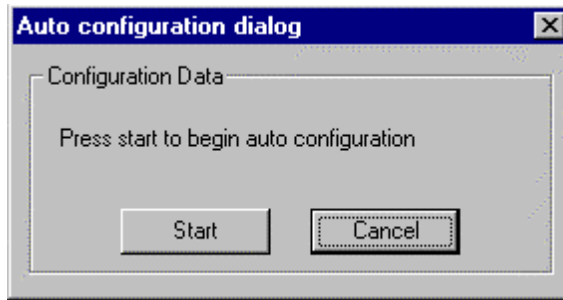 Auto configuration dialog
Configuration Data
Press start to begin auto configuration
Start Cancel